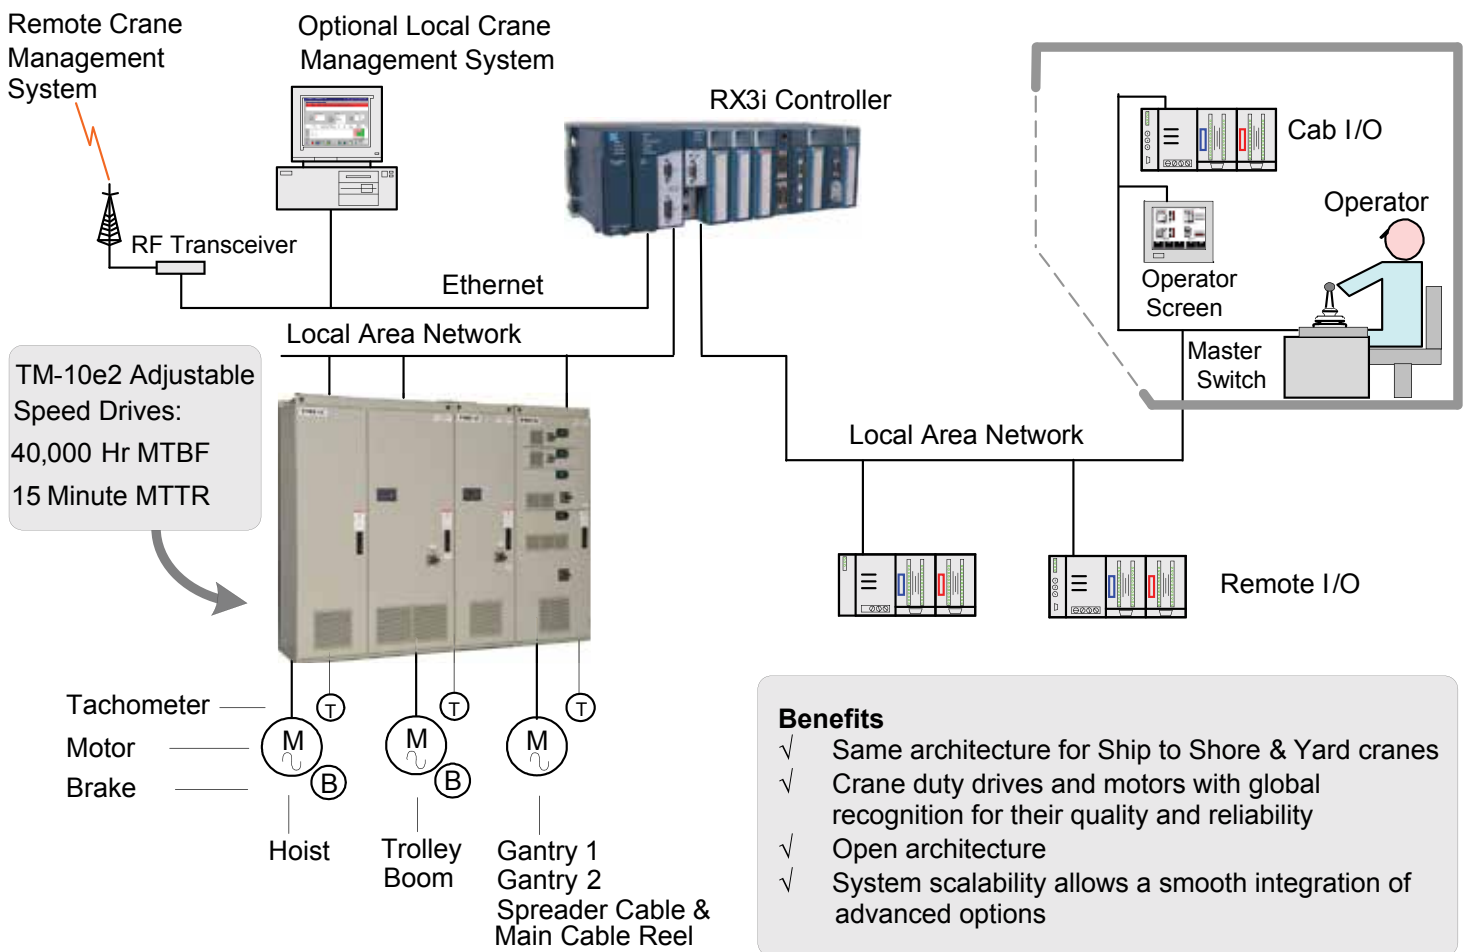 Remote Crane
Management
System
Optional Local Crane
Management System
RX3i Controller
Cab I/O
Operator
RF Transceiver
Ethernet
Operator
Screen
Local Area Network
Master
Switch
TM-10e2 Adjustable
Speed Drives:
40,000 Hr MTBF
15 Minute MTTR
Local Area Network
Remote I/O
Tachometer
T
T
T
Motor
M
M
M
Brake
B
B
Hoist
Trolley
Boom
Gantry 1
Gantry 2
Spreader Cable &
Main Cable Reel
Benefits
√ Same architecture for Ship to Shore & Yard cranes
√ Crane duty drives and motors with global
recognition for their quality and reliability
√ Open architecture
√ System scalability allows a smooth integration of
advanced options